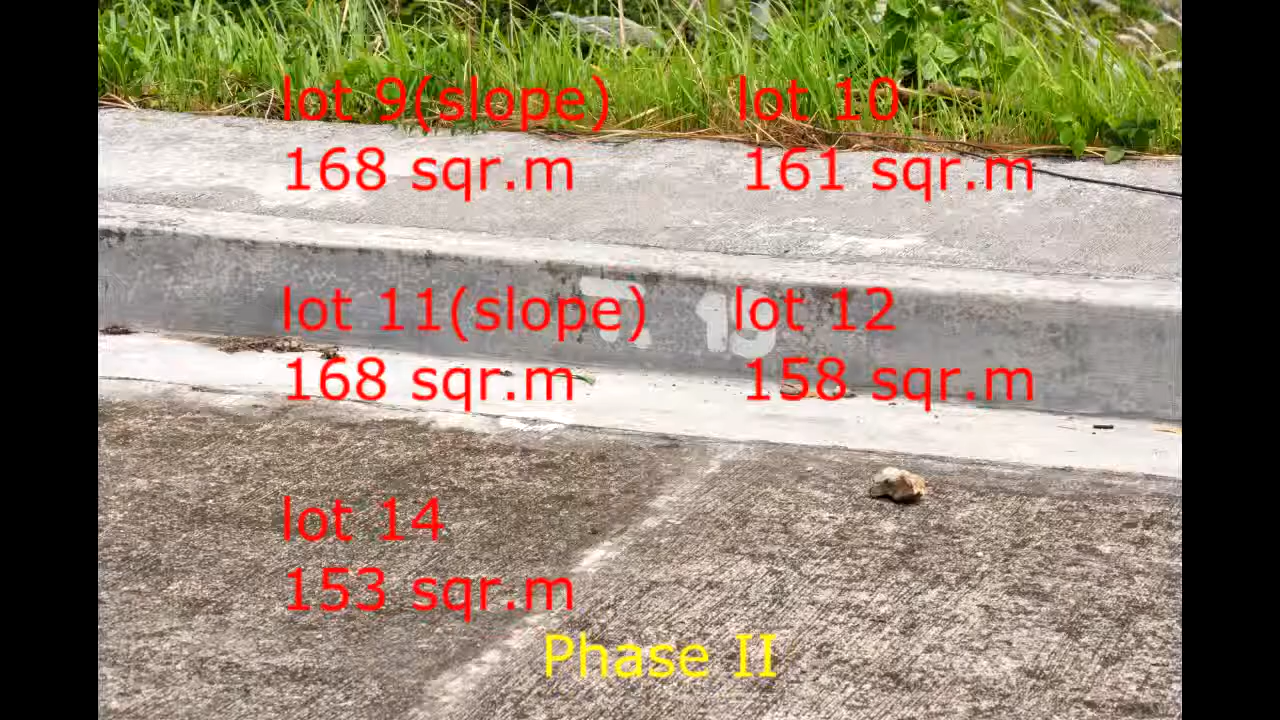 lot 9(slope) lot 10
168 sqr.m 161 sqr.m
lot 11(slope) lot 12
168 sqr.m 158 sqr.m
lot 14
153 sqr.m
Phase II